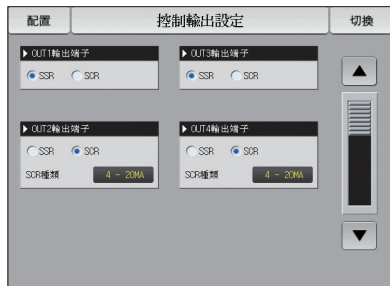 配置 控制輸出設定 切換
▶ OUT1輸出端子 ▶ OUT3輸出端子
SSR SCR SSR SCR
▶ OUT2輸出端子 ▶ OUT4輸出端子
SSR SCR SSR SCR
SCR種類 4 - 20MA SCR種類 4 - 20MA